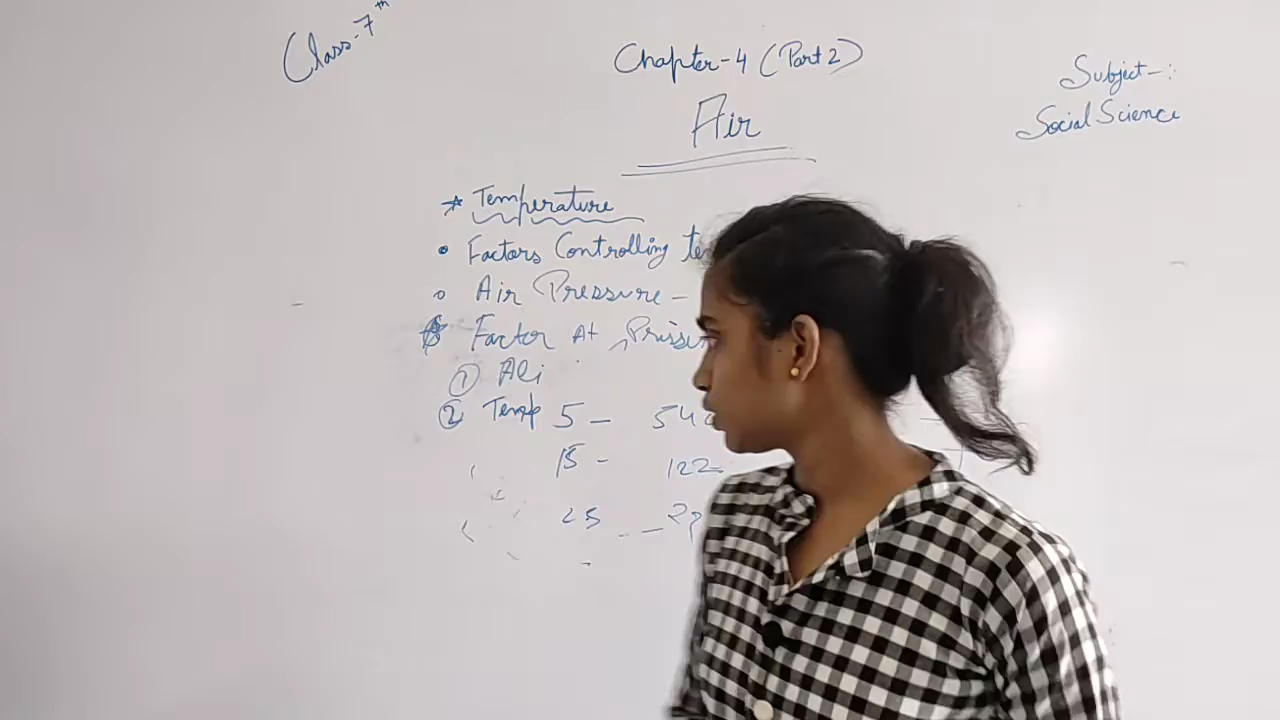 Class-7th
Chapter-4 (Part 2)
Subject-:
Social Science
Air
* Temperature
• Factors Controlling te
o Air Pressure -
Factor At
① Ali
② Temp 5 - 54
15 - 122
25 -